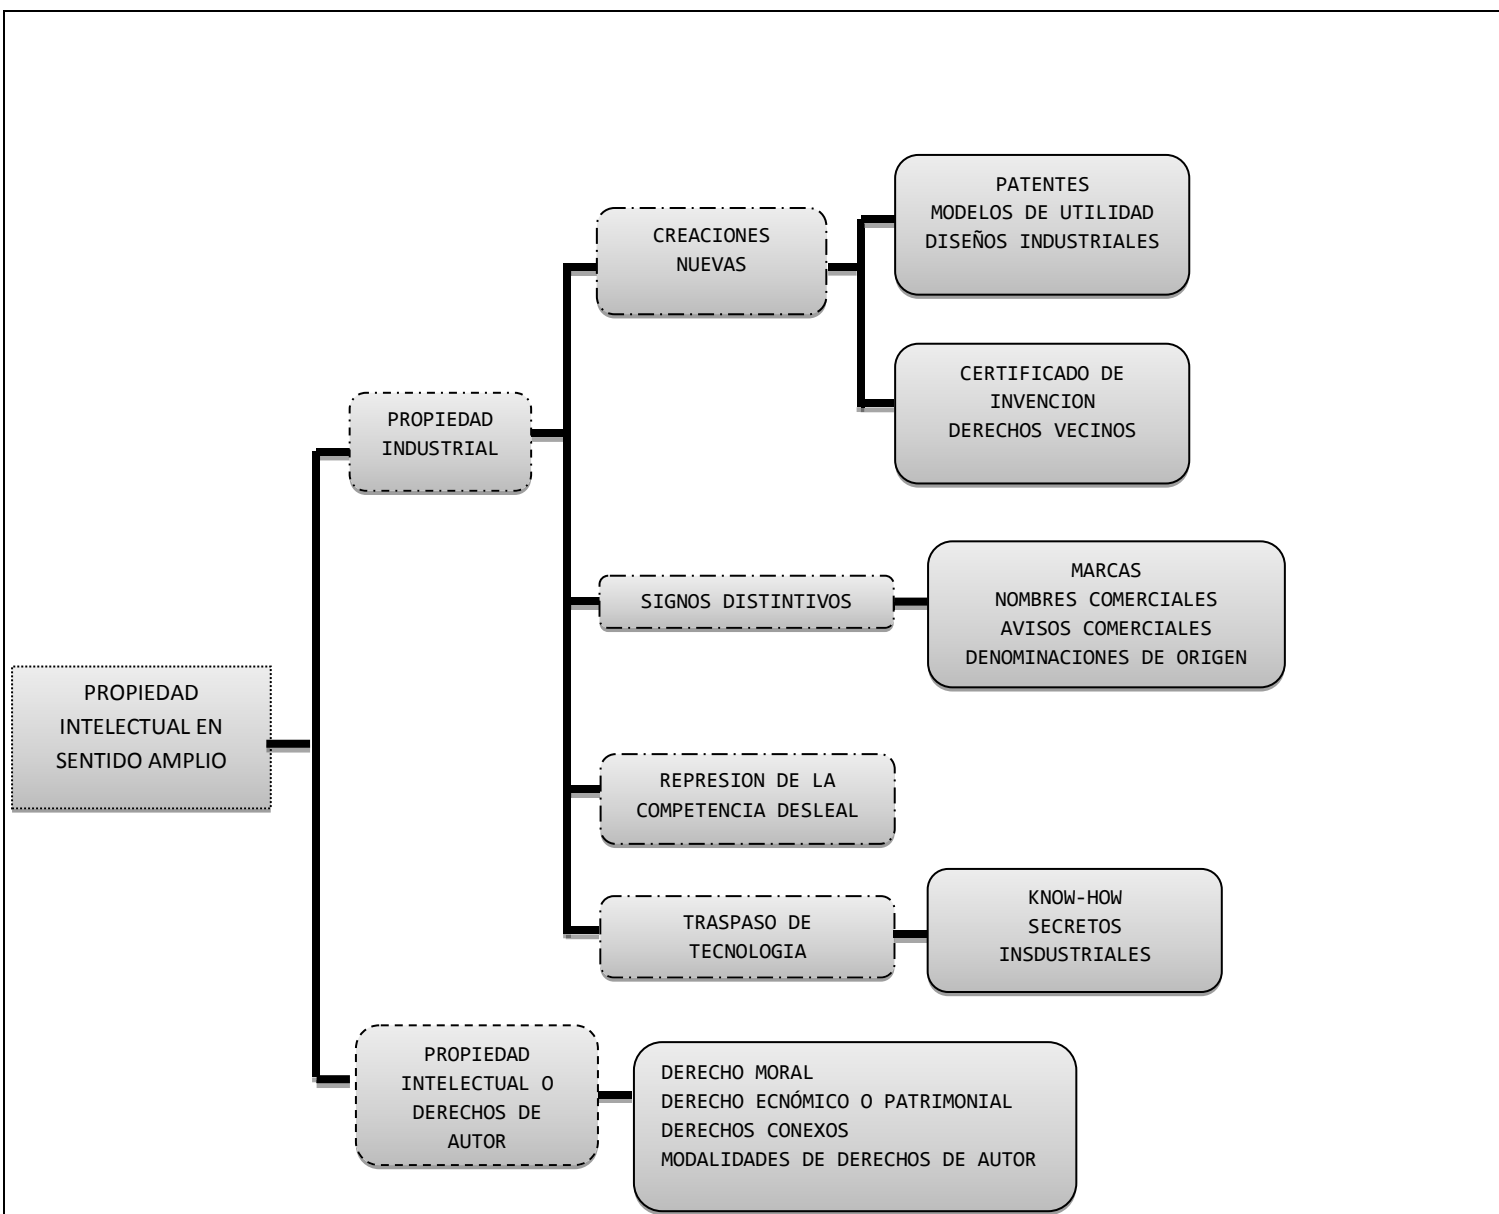 PATENTES
MODELOS DE UTILIDAD
DISEÑOS INDUSTRIALES
CREACIONES
NUEVAS
CERTIFICADO DE
INVENCION
DERECHOS VECINOS
PROPIEDAD
INDUSTRIAL
SIGNOS DISTINTIVOS
MARCAS
NOMBRES COMERCIALES
AVISOS COMERCIALES
DENOMINACIONES DE ORIGEN
PROPIEDAD
INTELECTUAL EN
SENTIDO AMPLIO
REPRESION DE LA
COMPETENCIA DESLEAL
TRASPASO DE
TECNOLOGIA
KNOW-HOW
SECRETOS
INSDUSTRIALES
PROPIEDAD
INTELECTUAL O
DERECHOS DE
AUTOR
DERECHO MORAL
DERECHO ECNÓMICO O PATRIMONIAL
DERECHOS CONEXOS
MODALIDADES DE DERECHOS DE AUTOR